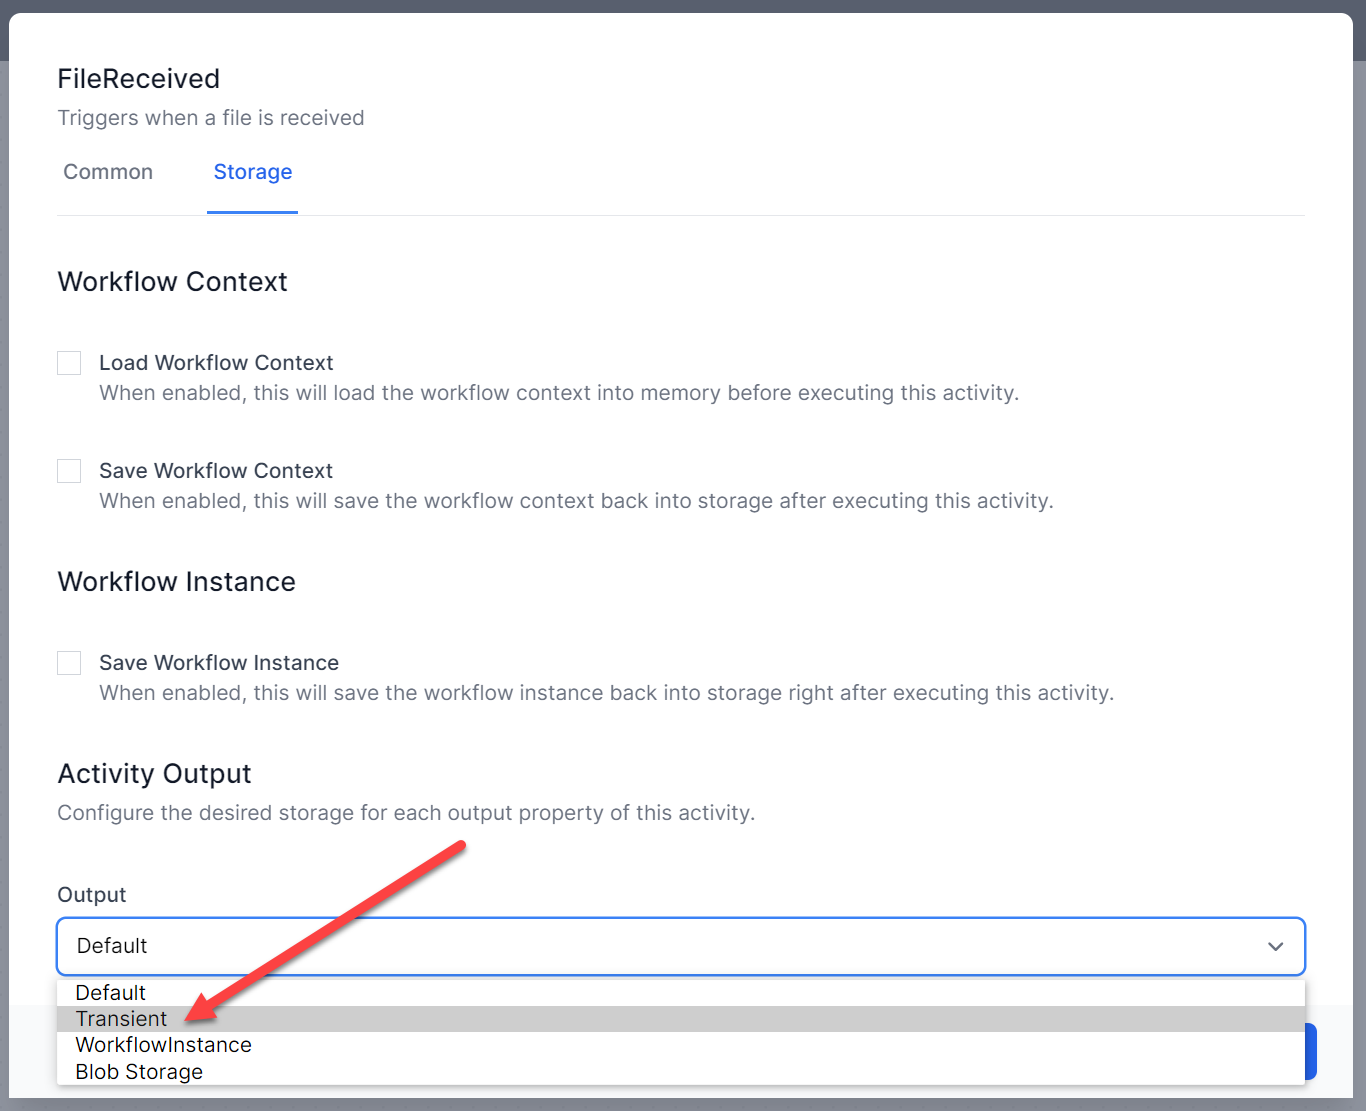 FileReceived
Triggers when a file is received
Common Storage
Workflow Context
Load Workflow Context
When enabled, this will load the workflow context into memory before executing this activity.
Save Workflow Context
When enabled, this will save the workflow context back into storage after executing this activity.
Workflow Instance
Save Workflow Instance
When enabled, this will save the workflow instance back into storage right after executing this activity.
Activity Output
Configure the desired storage for each output property of this activity.
Output
Default
Default
Transient
WorkflowInstance
Blob Storage